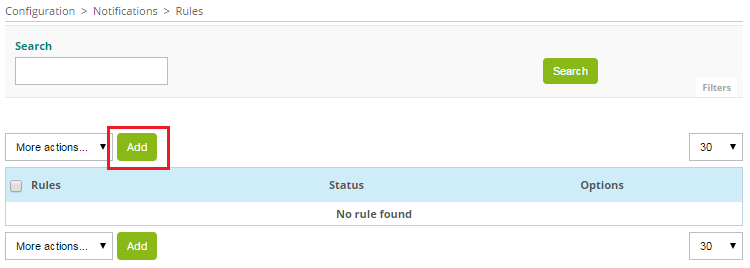 Configuration > Notifications > Rules
Search
Search
Filters
More actions... Add 30
Rules Status Options
No rule found
More actions... Add 30